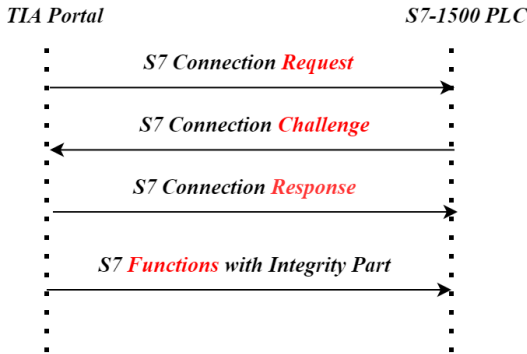 TIA Portal
S7-1500 PLC
S7 Connection Request
S7 Connection Challenge
S7 Connection Response
S7 Functions with Integrity Part